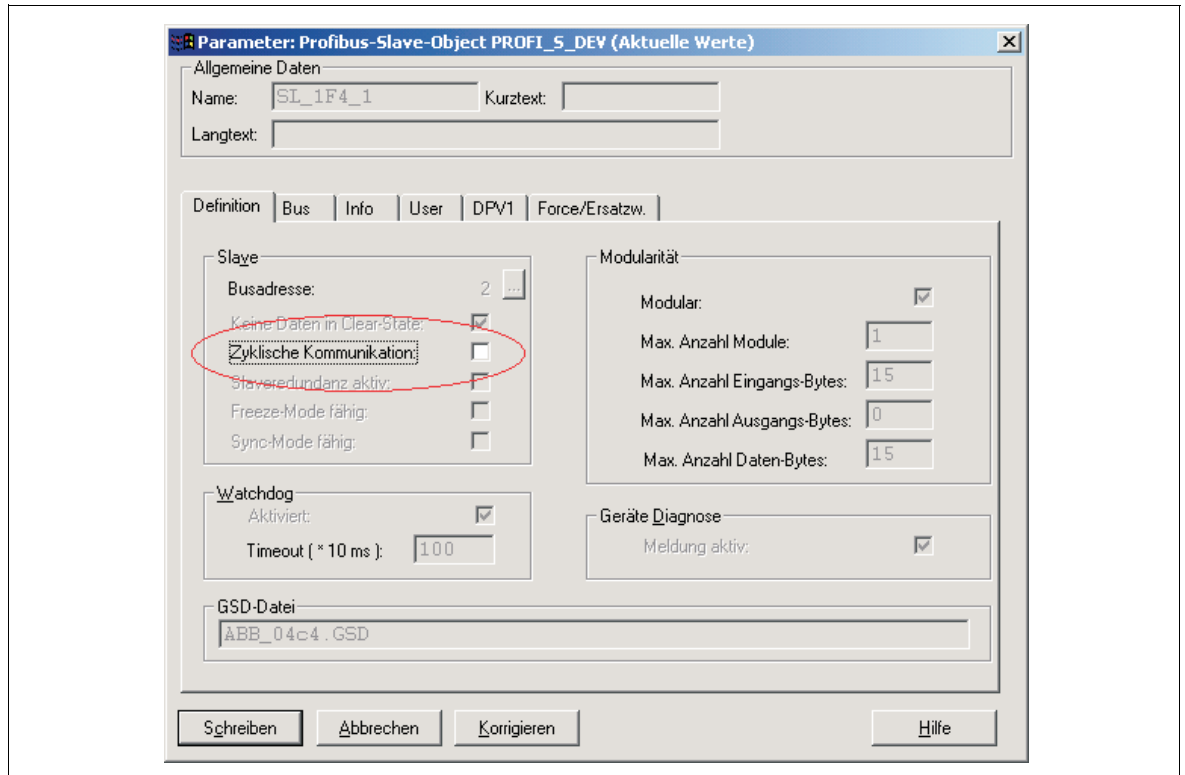 Parameter: Profibus-Slave-Object PROFI_S_DEV (Aktuelle Werte)
Allgemeine Daten
Name: SL_1F4_1 Kurztext:
Langtext:
Definition Bus Info User DPV1 Force/Ersatzw.
Slave
Busadresse: 2 ...
Keine Daten in Clear-State:
Zyklische Kommunikation:
Slaveredundanz aktiv:
Freeze-Mode fähig:
Sync-Mode fähig:
Modularität
Modular:
Max. Anzahl Module: 1
Max. Anzahl Eingangs-Bytes: 15
Max. Anzahl Ausgangs-Bytes: 0
Max. Anzahl Daten-Bytes: 15
Watchdog
Aktiviert:
Timeout ( * 10 ms ): 100
Geräte Diagnose
Meldung aktiv:
GSD-Datei
ABB_04c4.GSD
Schreiben Abbrechen Korrigieren Hilfe